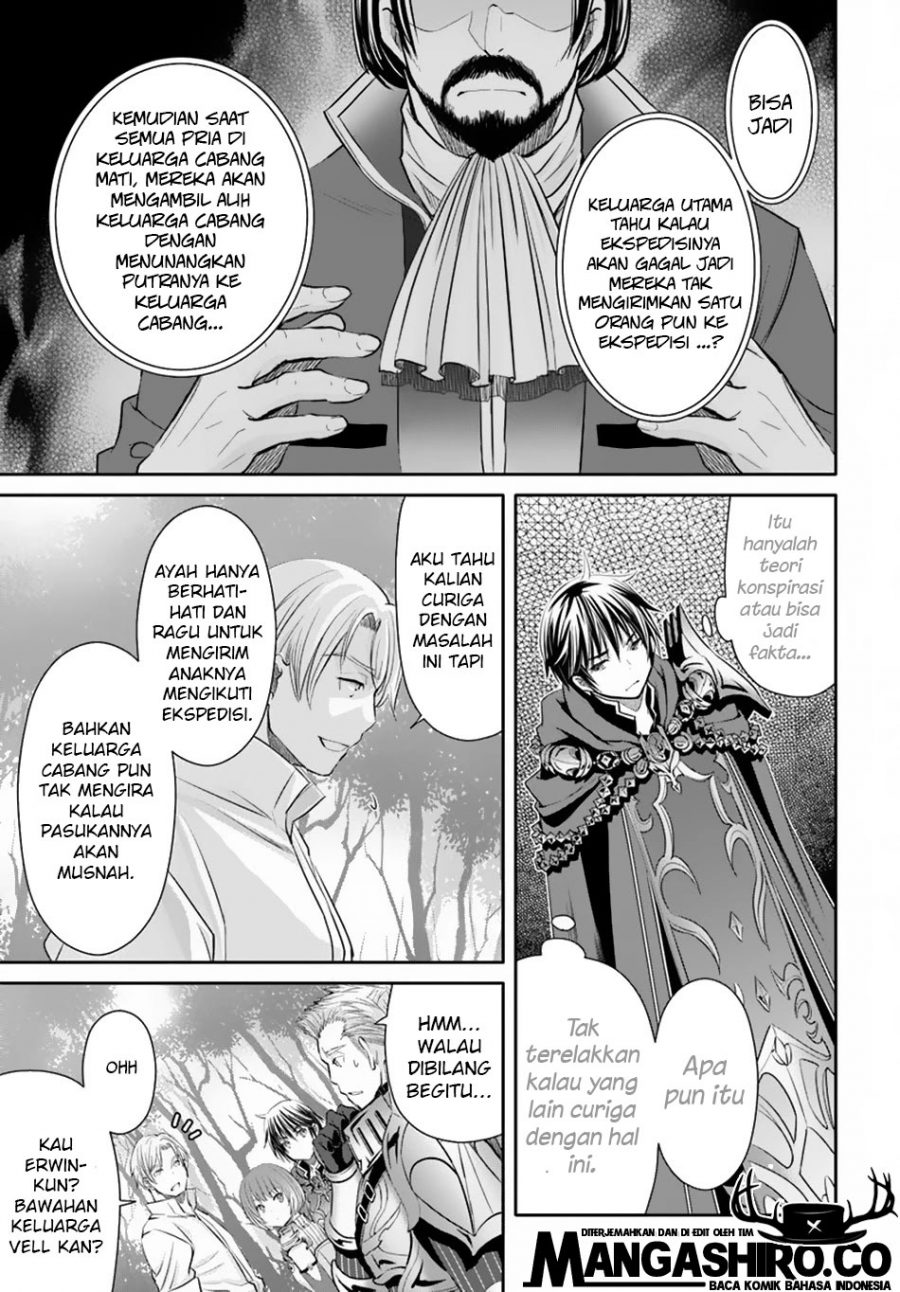 BISA
JADI
KELUARGA UTAMA
TAHU KALAU
EKSPEDISINYA
AKAN GAGAL JADI
MEREKA TAK
MENGIRIMKAN SATU
ORANG PUN KE
EKSPEDISI ...?
KEMUDIAN SAAT
SEMUA PRIA DI
KELUARGA CABANG
MATI, MEREKA AKAN
MENGAMBIL ALIH
KELUARGA CABANG
DENGAN
MENUNANGKAN
PUTRANYA KE
KELUARGA
CABANG...
Itu
hanyalah
teori
konspirasi
atau bisa
jadi
fakta...
Apa
pun itu
Tak
terelakkan
kalau yang
lain curiga
dengan hal
ini.
AKU TAHU
KALIAN
CURIGA
DENGAN
MASALAH
INI TAPI
AYAH HANYA
BERHATI-
HATI DAN
RAGU UNTUK
MENGIRIM
ANAKNYA
MENGIKUTI
EKSPEDISI.
BAHKAN
KELUARGA
CABANG PUN
TAK MENGIRA
KALAU
PASUKANNYA
AKAN
MUSNAH.
HMM...
WALAU
DIBILANG
BEGITU...
OHH
KAU
ERWIN-
KUN?
BAWAHAN
KELUARGA
VELL KAN?
DITERJEMAHKAN DAN DI EDIT OLEH TIM
MANGASHIRO.CO
BACA KOMIK BAHASA INDONESIA